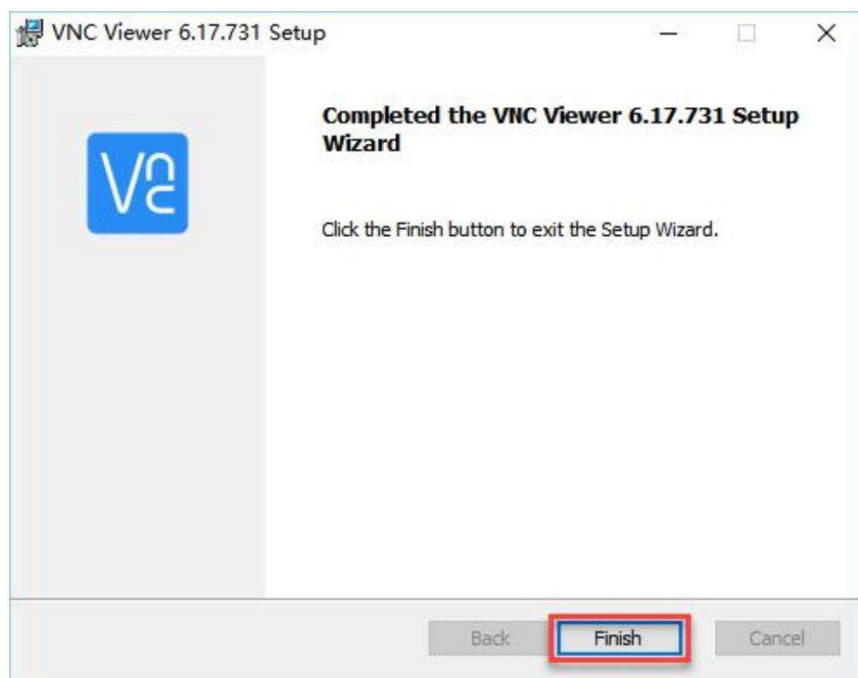 VNC Viewer 6.17.731 Setup
Completed the VNC Viewer 6.17.731 Setup
Wizard
VNC
Click the Finish button to exit the Setup Wizard.
Back
Finish
Cancel